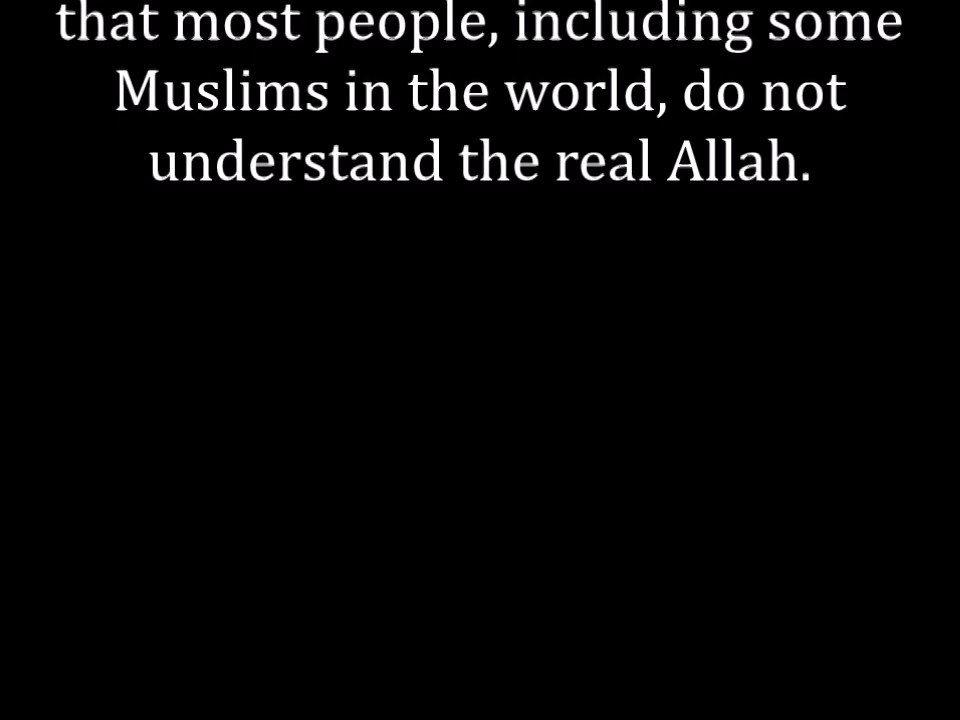 that most people, including some
Muslims in the world, do not
understand the real Allah.